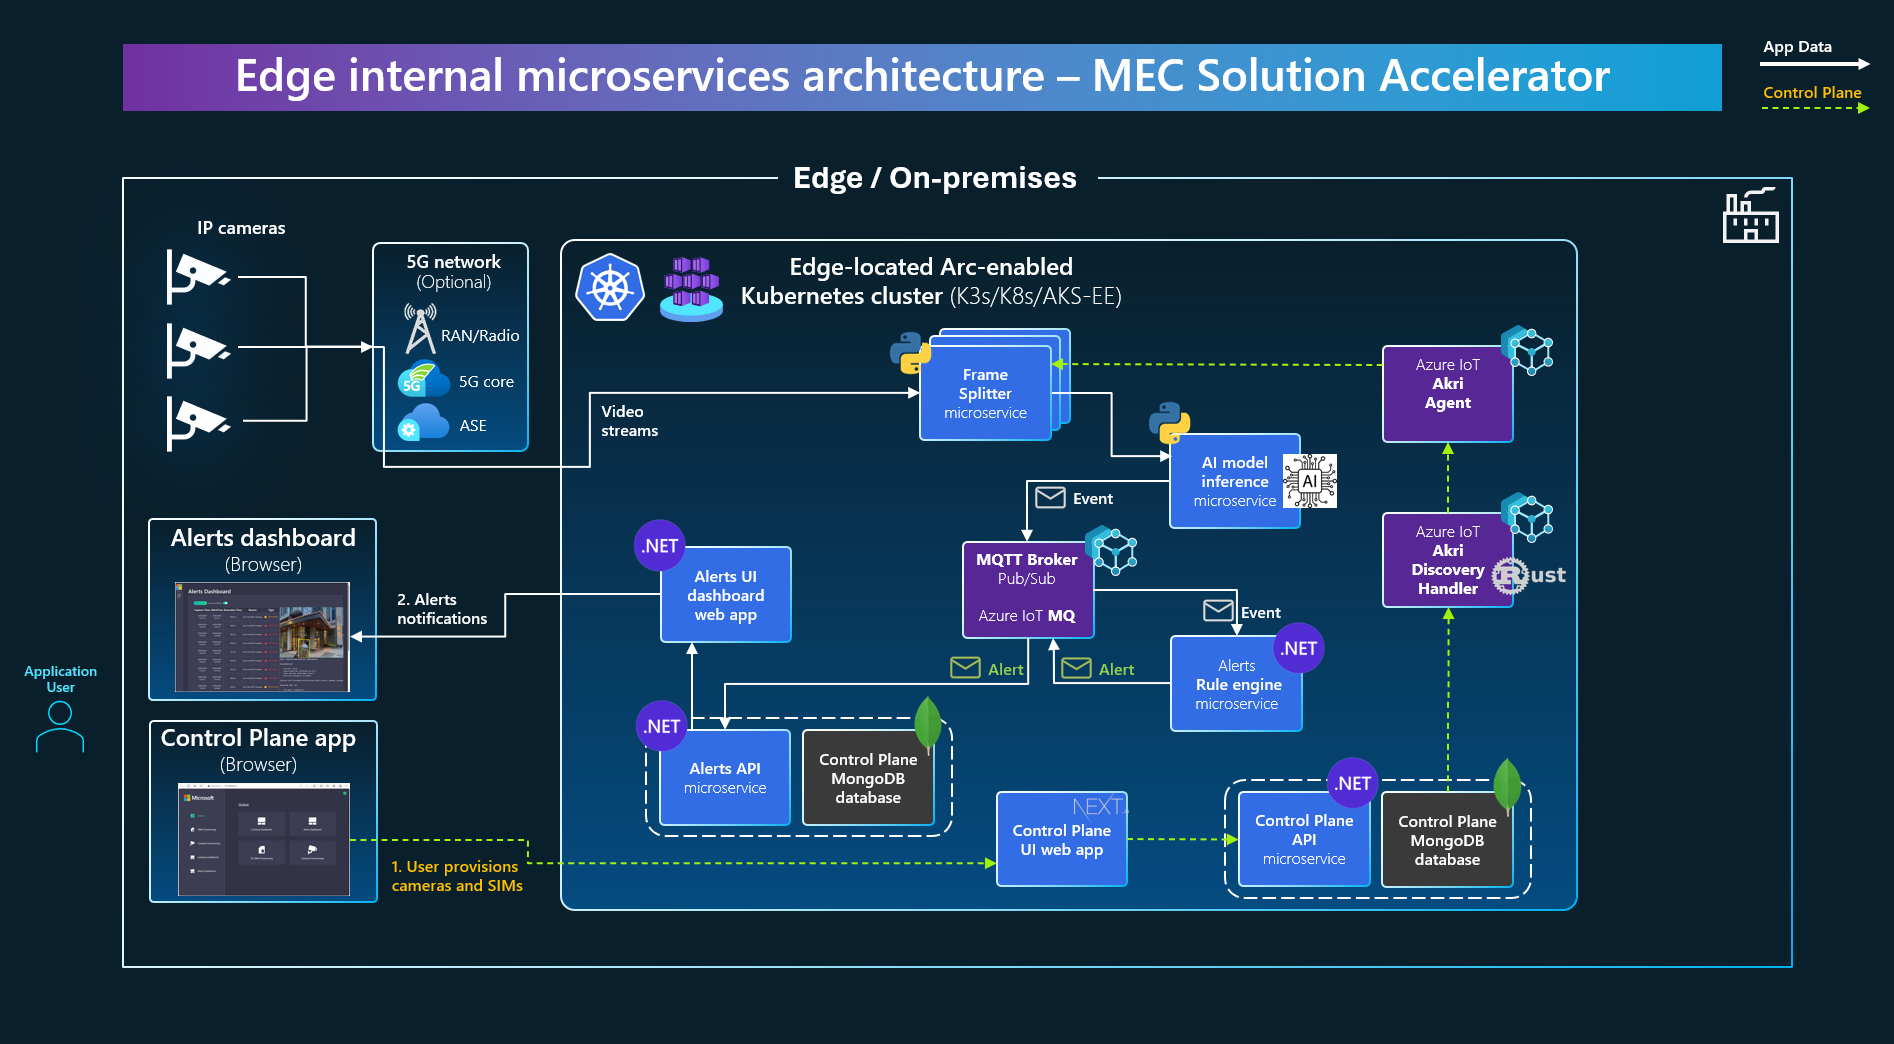 Edge internal microservices architecture – MEC Solution Accelerator
App Data
Control Plane
Edge / On-premises
IP cameras
5G network
(Optional)
RAN/Radio
5G
5G core
ASE
Edge-located Arc-enabled
Kubernetes cluster (K3s/K8s/AKS-EE)
Video
streams
Frame
Splitter
microservice
Azure IoT
Akri
Agent
AI model
inference
microservice
AI
Event
Azure IoT
Akri
Discovery
Handler
Rust
MQTT Broker
Pub/Sub
Azure IoT MQ
Event
.NET
Alerts UI
dashboard
web app
Alerts dashboard
(Browser)
Alerts Dashboard
2. Alerts
notifications
Alert
Alert
.NET
Alerts
Rule engine
microservice
Application
User
.NET
Alerts API
microservice
Control Plane
MongoDB
database
Control Plane app
(Browser)
Microsoft
1. User provisions
cameras and SIMs
NEXT
Control Plane
UI web app
.NET
Control Plane
API
microservice
Control Plane
MongoDB
database